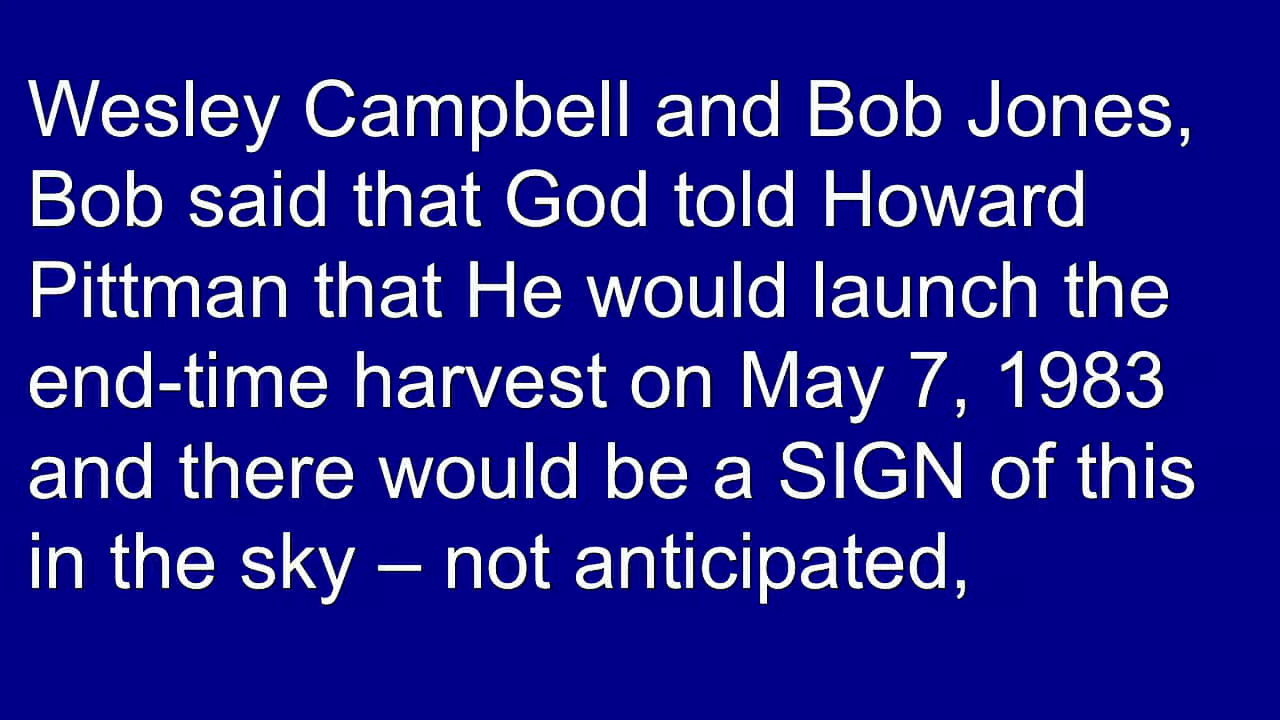 Wesley Campbell and Bob Jones,
Bob said that God told Howard
Pittman that He would launch the
end-time harvest on May 7, 1983
and there would be a SIGN of this
in the sky – not anticipated,